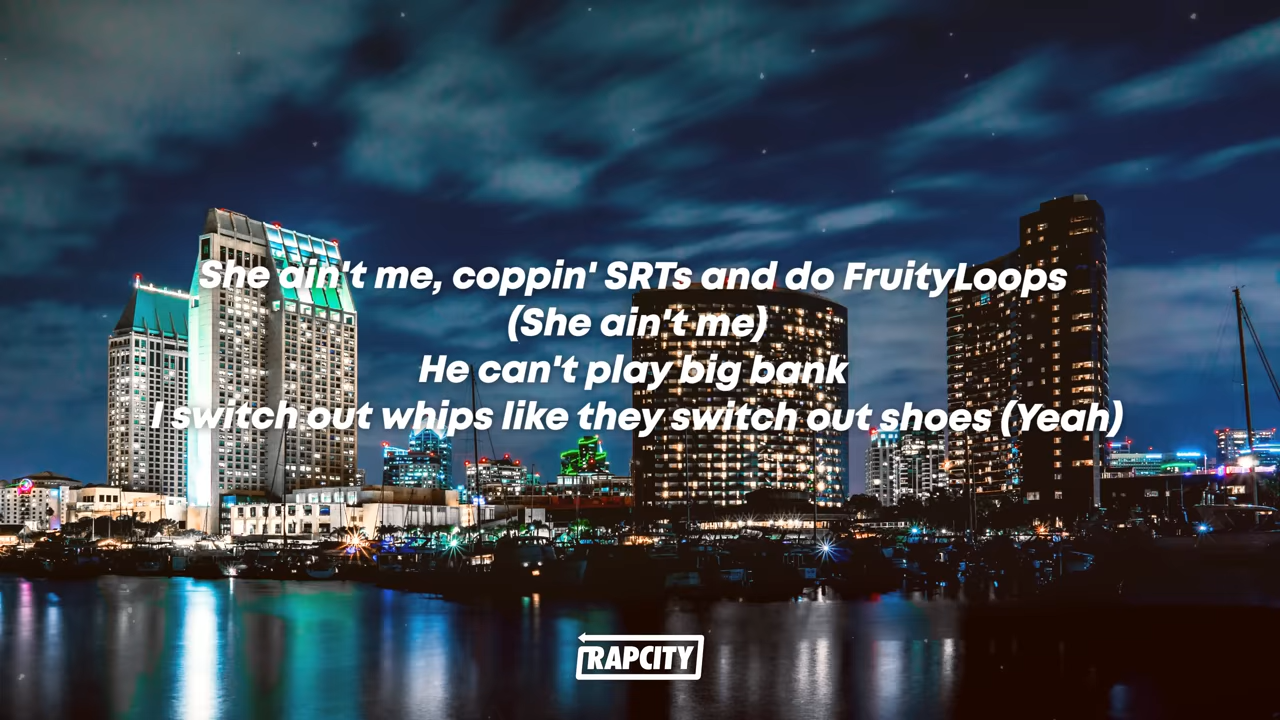 She ain't me, coppin' SRTs and do FruityLoops
(She ain't me)
He can't play big bank
I switch out whips like they switch out shoes (Yeah)
RAPCITY